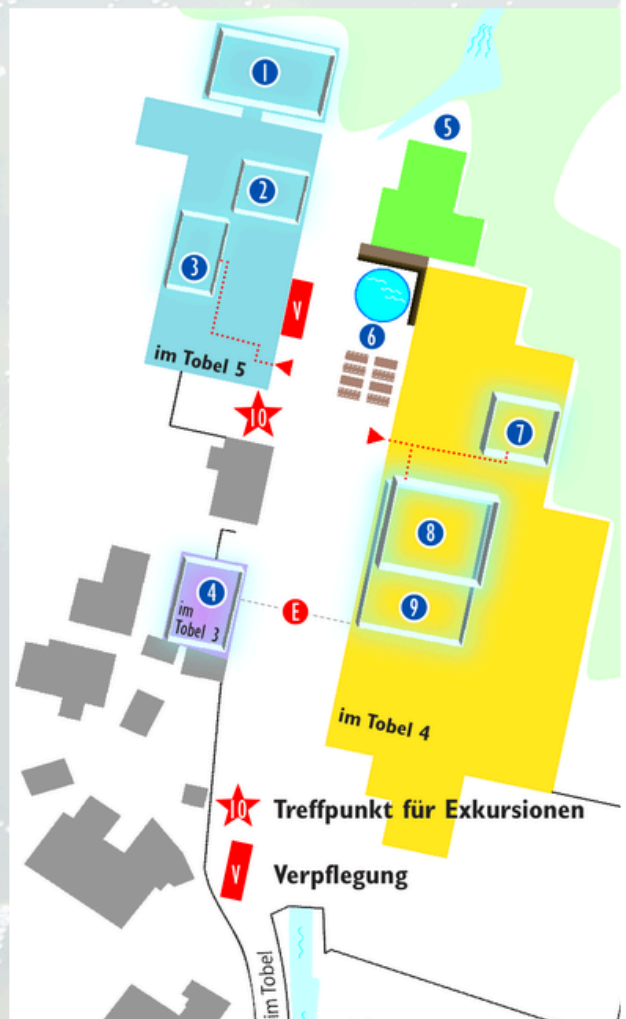 1
5
2
3
V
6
im Tobel 5
10
7
8
4
im
Tobel 3
E
9
im Tobel 4
10 Treffpunkt für Exkursionen
V Verpflegung
im Tobel